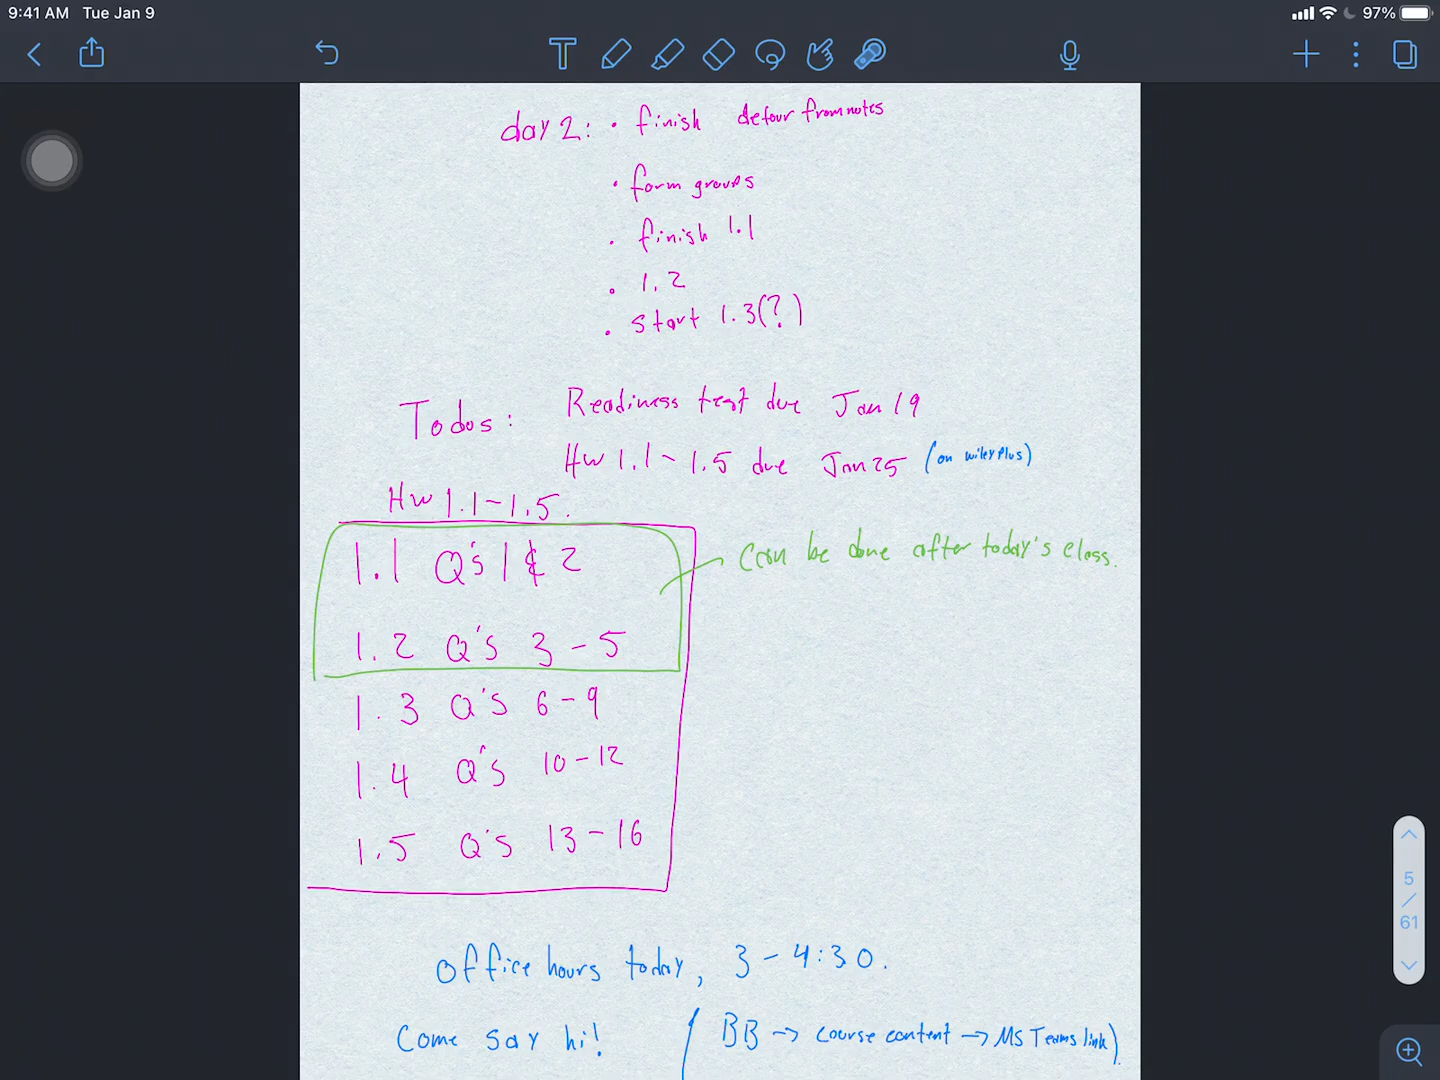 9:41 AM Tue Jan 9
97%
day 2: • finish detour from notes
• form groups
• finish 1.1
• 1.2
• start 1.3(?)
Todos: Readiness test due Jan 19
HW 1.1 - 1.5 due Jan 25 (on wileyplus)
HW 1.1 - 1.5.
1.1 Q's 1 & 2
Can be done after today's class.
1.2 Q's 3 - 5
1.3 Q's 6 - 9
1.4 Q's 10 - 12
1.5 Q's 13 - 16
5
/
61
office hours today, 3 - 4:30.
Come say hi! (BB → course content → MS Teams link).